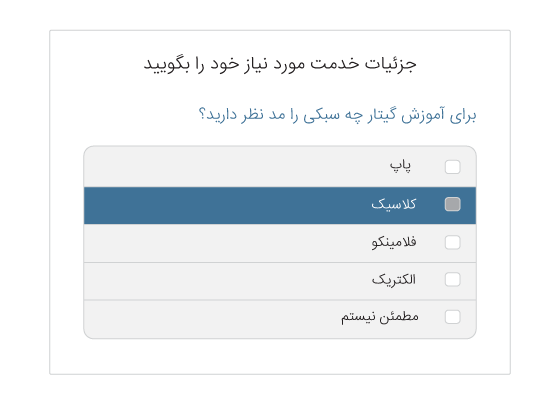 جزئیات خدمت مورد نیاز خود را بگویید
برای آموزش گیتار چه سبکی را مد نظر دارید؟
پاپ
کلاسیک
فلامینکو
الکتریک
مطمئن نیستم